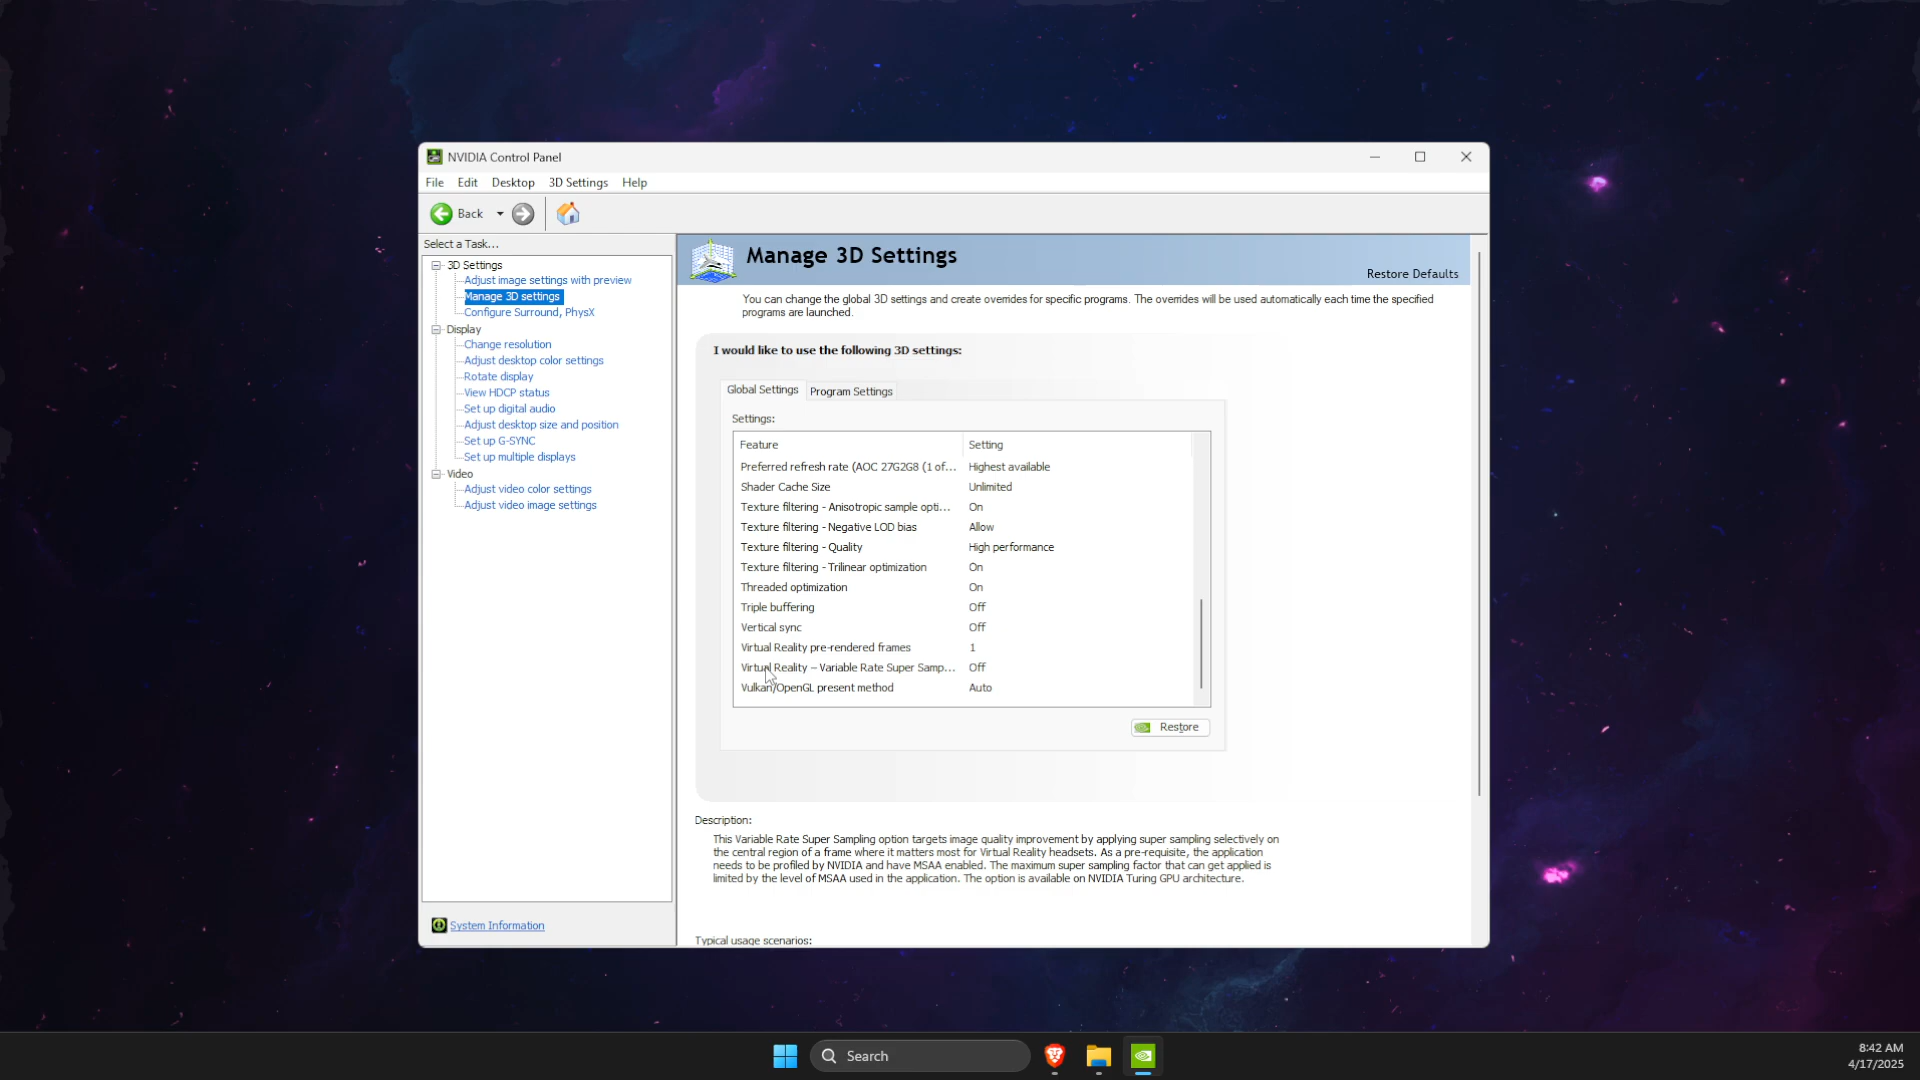 NVIDIA Control Panel
File Edit Desktop 3D Settings Help
Back
Select a Task...
3D Settings
Adjust image settings with preview
Manage 3D settings
Configure Surround, PhysX
Display
Change resolution
Adjust desktop color settings
Rotate display
View HDCP status
Set up digital audio
Adjust desktop size and position
Set up G-SYNC
Set up multiple displays
Video
Adjust video color settings
Adjust video image settings
System Information
Manage 3D Settings
Restore Defaults
You can change the global 3D settings and create overrides for specific programs. The overrides will be used automatically each time the specified
programs are launched.
I would like to use the following 3D settings:
Global Settings Program Settings
Settings:
Feature Setting
Preferred refresh rate (AOC 27G2G8 (1 of... Highest available
Shader Cache Size Unlimited
Texture filtering - Anisotropic sample opti... On
Texture filtering - Negative LOD bias Allow
Texture filtering - Quality High performance
Texture filtering - Trilinear optimization On
Threaded optimization On
Triple buffering Off
Vertical sync Off
Virtual Reality pre-rendered frames 1
Virtual Reality – Variable Rate Super Samp... Off
Vulkan/OpenGL present method Auto
Restore
Description:
This Variable Rate Super Sampling option targets image quality improvement by applying super sampling selectively on
the central region of a frame where it matters most for Virtual Reality headsets. As a pre-requisite, the application
needs to be profiled by NVIDIA and have MSAA enabled. The maximum super sampling factor that can get applied is
limited by the level of MSAA used in the application. The option is available on NVIDIA Turing GPU architecture.
Typical usage scenarios:
Search
8:42 AM
4/17/2025